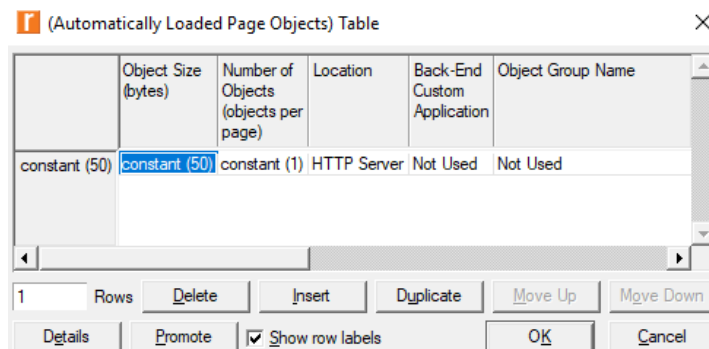 (Automatically Loaded Page Objects) Table
Object Size (bytes)
Number of Objects (objects per page)
Location
Back-End Custom Application
Object Group Name
constant (50) constant (50) constant (1) HTTP Server Not Used Not Used
1 Rows Delete Insert Duplicate Move Up Move Down
Details Promote Show row labels OK Cancel